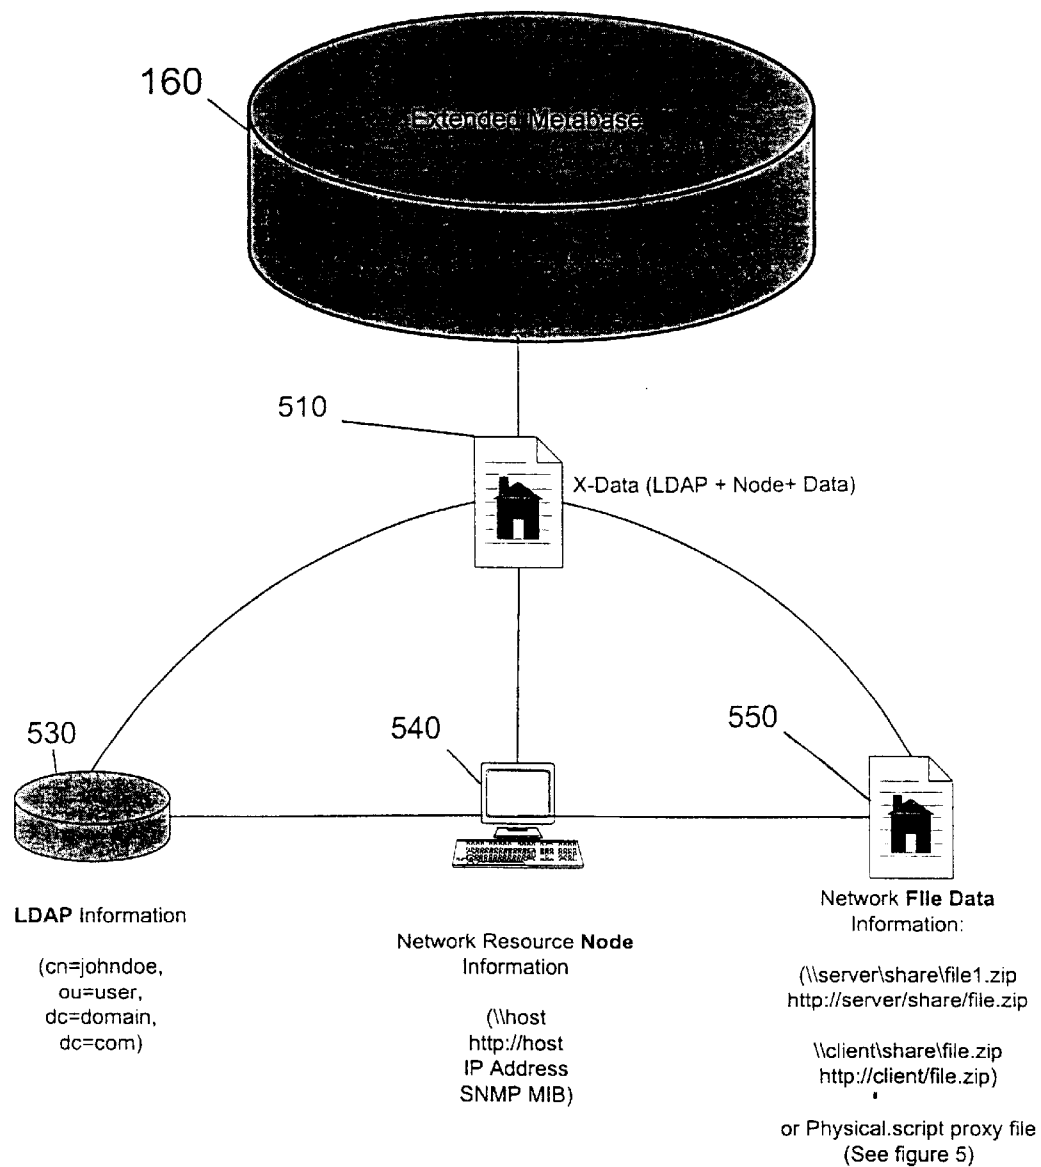 160
Extended Metabase
510
X-Data (LDAP + Node+ Data)
530
540
550
LDAP Information
(cn=johndoe,
ou=user,
dc=domain,
dc=com)
Network Resource Node
Information
(\\host
http://host
IP Address
SNMP MIB)
Network File Data
Information:
(\\server\share\file1.zip
http://server/share/file.zip
\\client\share\file.zip
http://client/file.zip)
or Physical.script proxy file
(See figure 5)